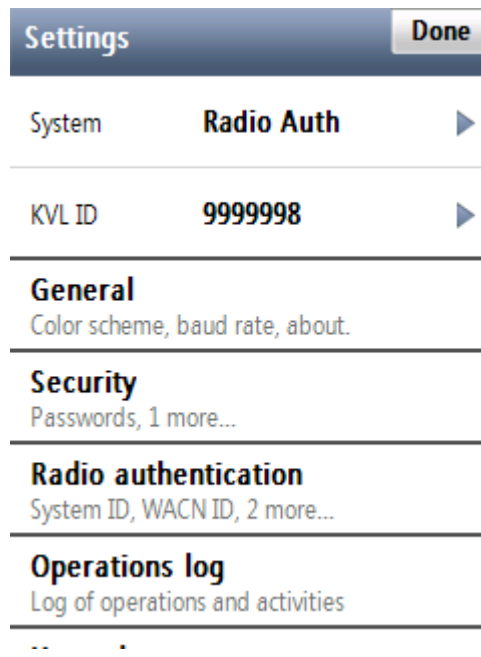 Settings
Done
System Radio Auth
KVL ID 9999998
General
Color scheme, baud rate, about.
Security
Passwords, 1 more...
Radio authentication
System ID, WACN ID, 2 more...
Operations log
Log of operations and activities